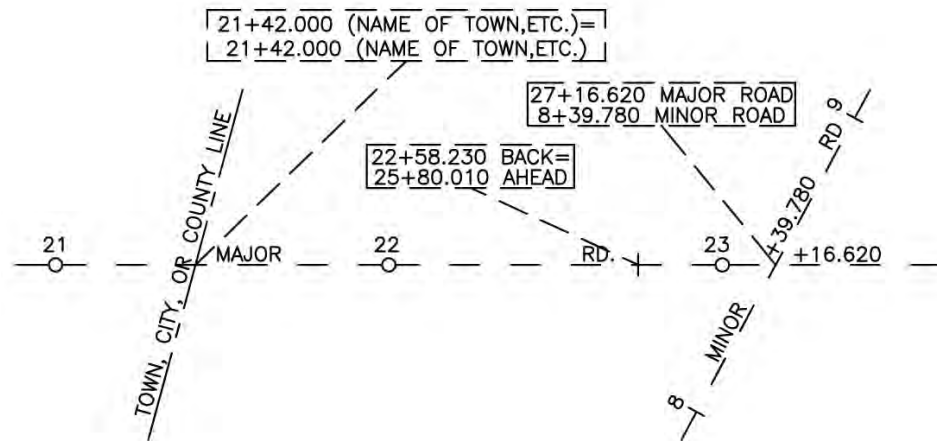 21+42.000 (NAME OF TOWN,ETC.)=
21+42.000 (NAME OF TOWN,ETC.)
27+16.620 MAJOR ROAD
8+39.780 MINOR ROAD
22+58.230 BACK=
25+80.010 AHEAD
TOWN, CITY, OR COUNTY LINE
21
MAJOR
22
RD.
23
+16.620
8 MINOR +39.780 RD 9